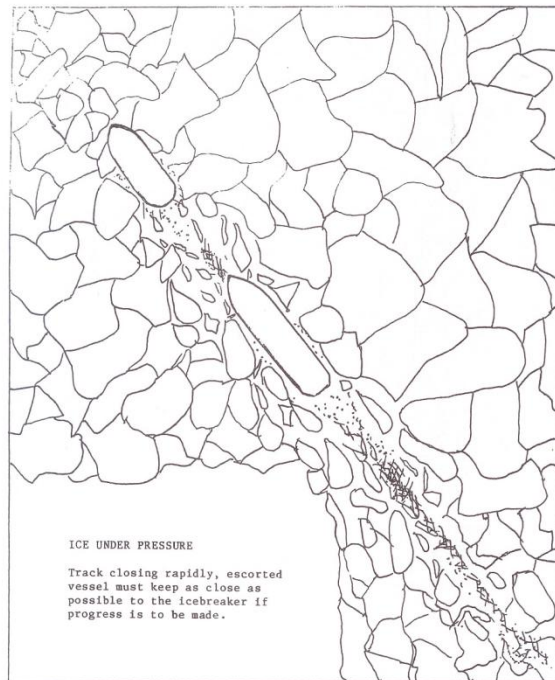 ICE UNDER PRESSURE
Track closing rapidly, escorted
vessel must keep as close as
possible to the icebreaker if
progress is to be made.